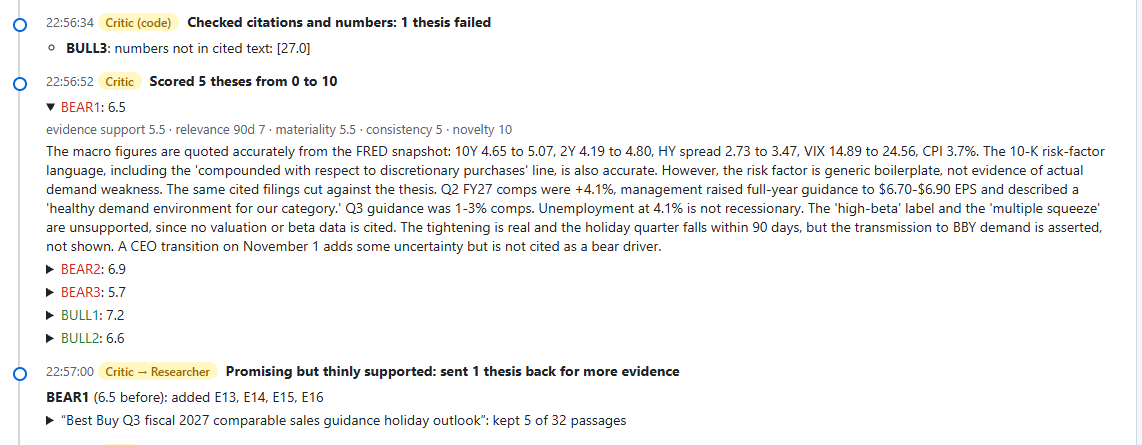 22:56:34 Critic (code) Checked citations and numbers: 1 thesis failed
BULL3: numbers not in cited text: [27.0]
22:56:52 Critic Scored 5 theses from 0 to 10
BEAR1: 6.5
evidence support 5.5 · relevance 90d 7 · materiality 5.5 · consistency 5 · novelty 10
The macro figures are quoted accurately from the FRED snapshot: 10Y 4.65 to 5.07, 2Y 4.19 to 4.80, HY spread 2.73 to 3.47, VIX 14.89 to 24.56, CPI 3.7%. The 10-K risk-factor
language, including the 'compounded with respect to discretionary purchases' line, is also accurate. However, the risk factor is generic boilerplate, not evidence of actual
demand weakness. The same cited filings cut against the thesis. Q2 FY27 comps were +4.1%, management raised full-year guidance to $6.70-$6.90 EPS and described a
'healthy demand environment for our category.' Q3 guidance was 1-3% comps. Unemployment at 4.1% is not recessionary. The 'high-beta' label and the 'multiple squeeze'
are unsupported, since no valuation or beta data is cited. The tightening is real and the holiday quarter falls within 90 days, but the transmission to BBY demand is asserted,
not shown. A CEO transition on November 1 adds some uncertainty but is not cited as a bear driver.
BEAR2: 6.9
BEAR3: 5.7
BULL1: 7.2
BULL2: 6.6
22:57:00 Critic → Researcher Promising but thinly supported: sent 1 thesis back for more evidence
BEAR1 (6.5 before): added E13, E14, E15, E16
“Best Buy Q3 fiscal 2027 comparable sales guidance holiday outlook”: kept 5 of 32 passages